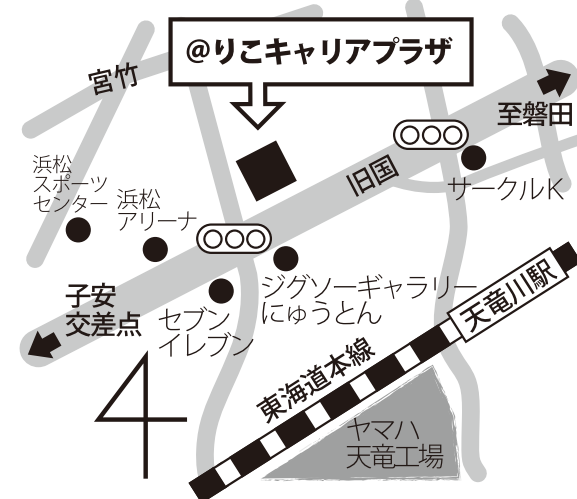 @りこキャリアプラザ
宮竹
至磐田
旧国
サークルK
浜松
スポーツ
センター
浜松
アリーナ
ジグソーギャラリー
にゅうとん
子安
交差点
セブン
イレブン
天竜川駅
東海道本線
ヤマハ
天竜工場